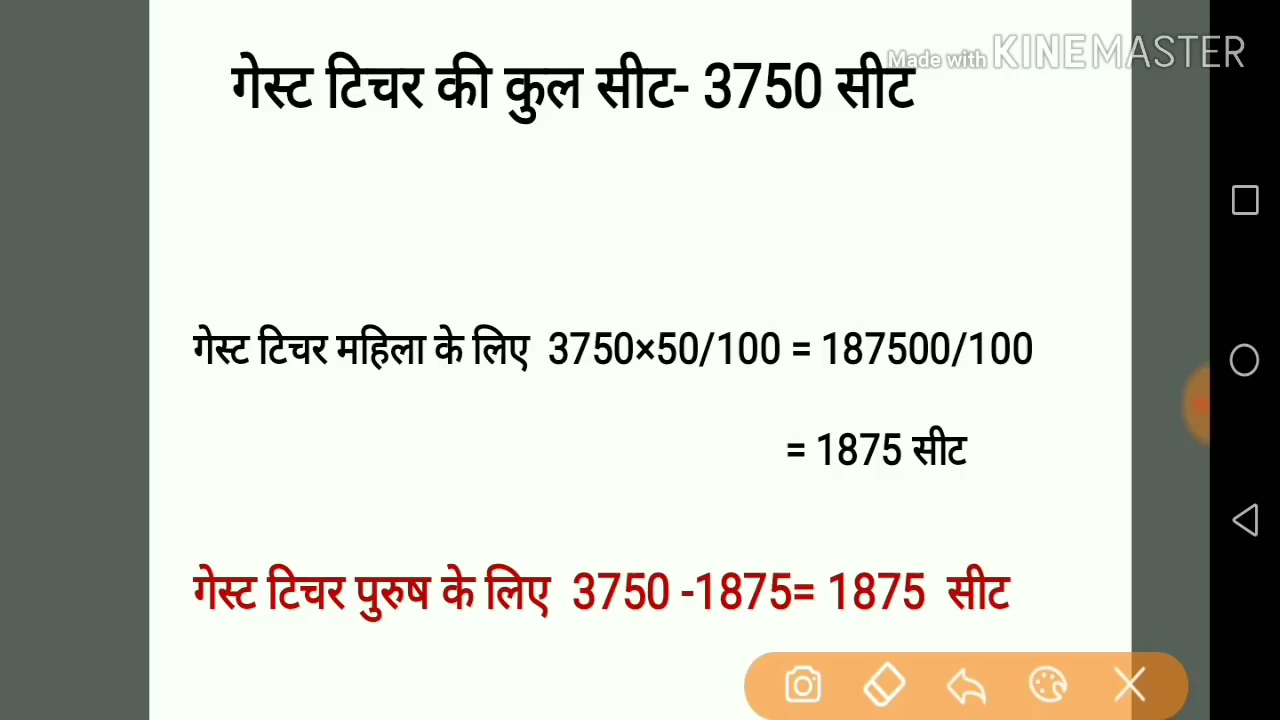 गेस्ट टिचर की कुल सीट- 3750 सीट
Made with KINEMASTER
गेस्ट टिचर महिला के लिए 3750×50/100 = 187500/100
= 1875 सीट
गेस्ट टिचर पुरुष के लिए 3750 -1875= 1875 सीट